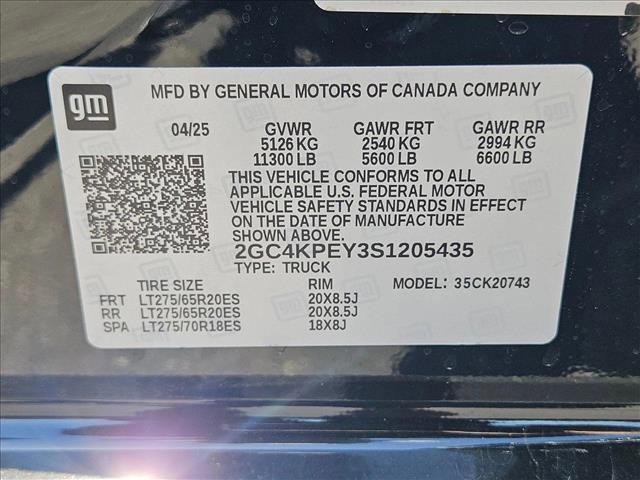 gm
MFD BY GENERAL MOTORS OF CANADA COMPANY
04/25 GVWR GAWR FRT GAWR RR
5126 KG 2540 KG 2994 KG
11300 LB 5600 LB 6600 LB
THIS VEHICLE CONFORMS TO ALL
APPLICABLE U.S. FEDERAL MOTOR
VEHICLE SAFETY STANDARDS IN EFFECT
ON THE DATE OF MANUFACTURE
SHOWN ABOVE.
2GC4KPEY3S1205435
TYPE: TRUCK
TIRE SIZE RIM MODEL: 35CK20743
FRT LT275/65R20ES 20X8.5J
RR LT275/65R20ES 20X8.5J
SPA LT275/70R18ES 18X8J